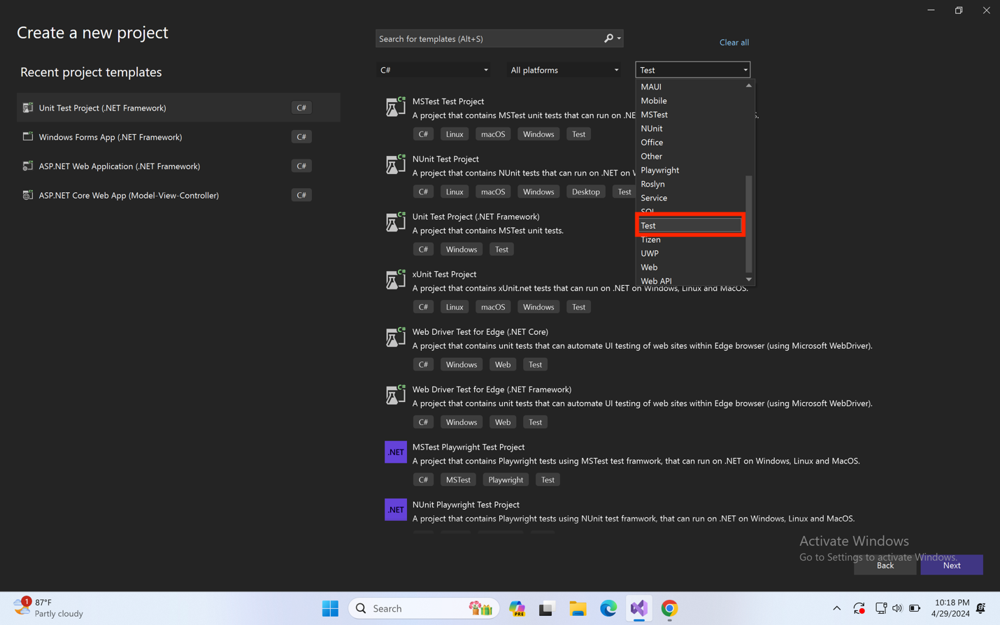 Create a new project
Search for templates (Alt+S)
Clear all
C#
All platforms
Test
Recent project templates
Unit Test Project (.NET Framework)
C#
Windows Forms App (.NET Framework)
C#
ASP.NET Web Application (.NET Framework)
C#
ASP.NET Core Web App (Model-View-Controller)
C#
MAUI
Mobile
MSTest
NUnit
Office
Other
Playwright
Roslyn
Service
SQL
Test
Tizen
UWP
Web
Web API
C#
MSTest Test Project
A project that contains MSTest unit tests that can run on .NE
s.
C# Linux macOS Windows Test
C#
NUnit Test Project
A project that contains NUnit tests that can run on .NET on
C# Linux macOS Windows Desktop Test
C#
Unit Test Project (.NET Framework)
A project that contains MSTest unit tests.
C# Windows Test
C#
xUnit Test Project
A project that contains xUnit.net tests that can run on .NET on Windows, Linux and MacOS.
C# Linux macOS Windows Test
C#
Web Driver Test for Edge (.NET Core)
A project that contains unit tests that can automate UI testing of web sites within Edge browser (using Microsoft WebDriver).
C# Windows Web Test
C#
Web Driver Test for Edge (.NET Framework)
A project that contains unit tests that can automate UI testing of web sites within Edge browser (using Microsoft WebDriver).
C# Windows Web Test
.NET
MSTest Playwright Test Project
A project that contains Playwright tests using MSTest test framwork, that can run on .NET on Windows, Linux and MacOS.
C# MSTest Playwright Test
.NET
NUnit Playwright Test Project
A project that contains Playwright tests using NUnit test framwork, that can run on .NET on Windows, Linux and MacOS.
Activate Windows
Go to Settings to activate Windows.
Back
Next
1
87°F
Partly cloudy
Search
PRE
10:18 PM
4/29/2024